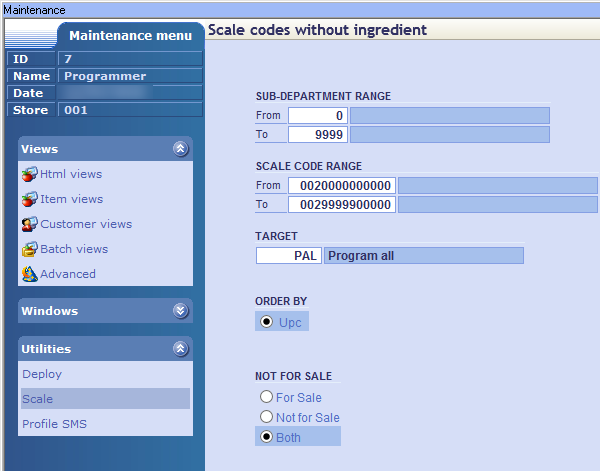 Maintenance
Maintenance menu
Scale codes without ingredient
ID 7
Name Programmer
Date
Store 001
Views
Html views
Item views
Customer views
Batch views
Advanced
Windows
Utilities
Deploy
Scale
Profile SMS
SUB-DEPARTMENT RANGE
From 0
To 9999
SCALE CODE RANGE
From 0020000000000
To 0029999900000
TARGET
PAL Program all
ORDER BY
Upc
NOT FOR SALE
For Sale
Not for Sale
Both